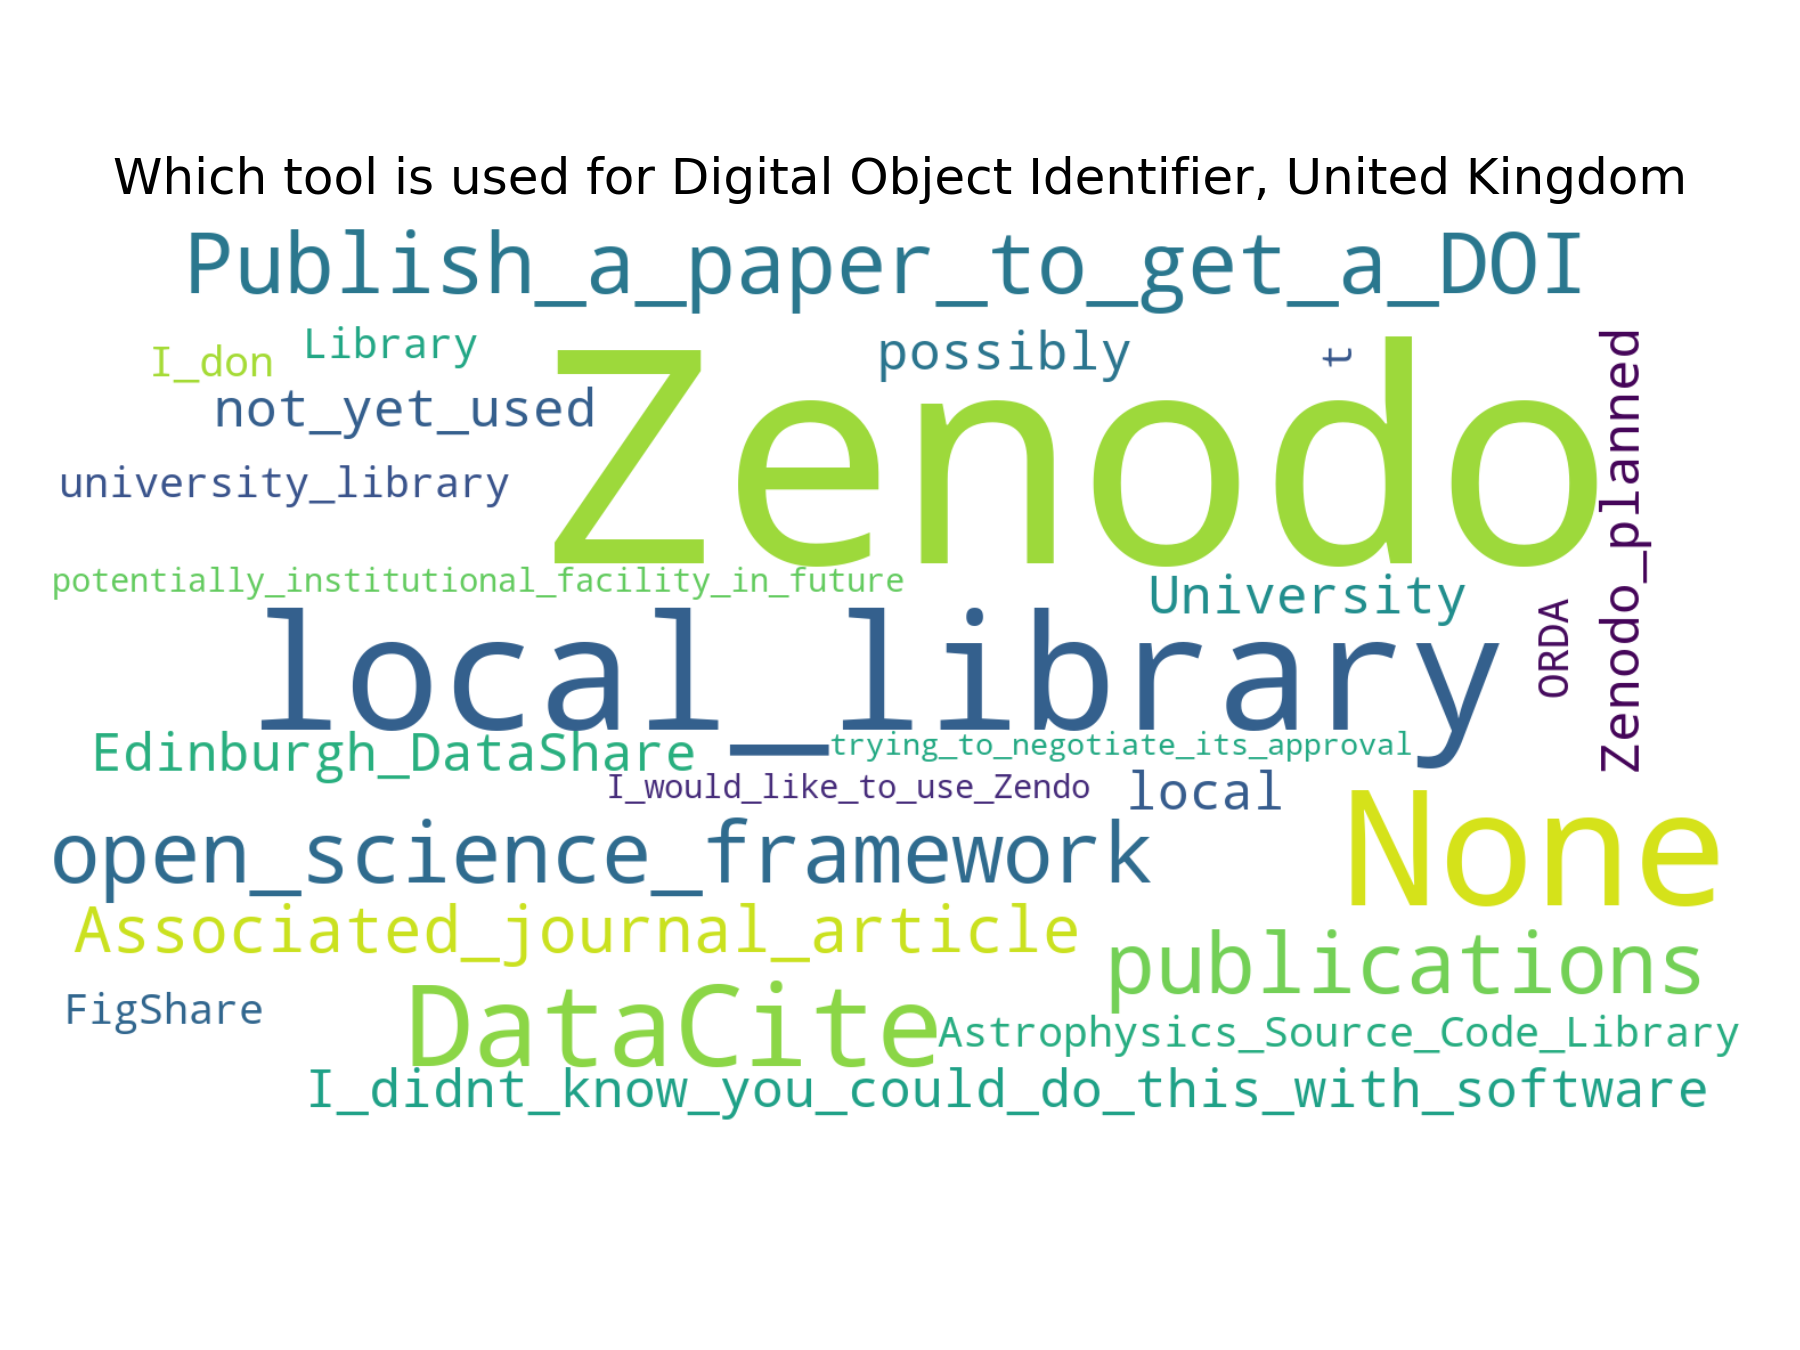 Which tool is used for Digital Object Identifier, United Kingdom
Publish_a_paper_to_get_a_DOI
Library
possibly
t
I_don
Zenodo
Zenodo_planned
not_yet_used
university_library
potentially_institutional_facility_in_future
University
local_library
ORDA
Edinburgh_DataShare
trying_to_negotiate_its_approval
I_would_like_to_use_Zendo
local
None
open_science_framework
Associated_journal_article
publications
FigShare
DataCite
Astrophysics_Source_Code_Library
I_didnt_know_you_could_do_this_with_software